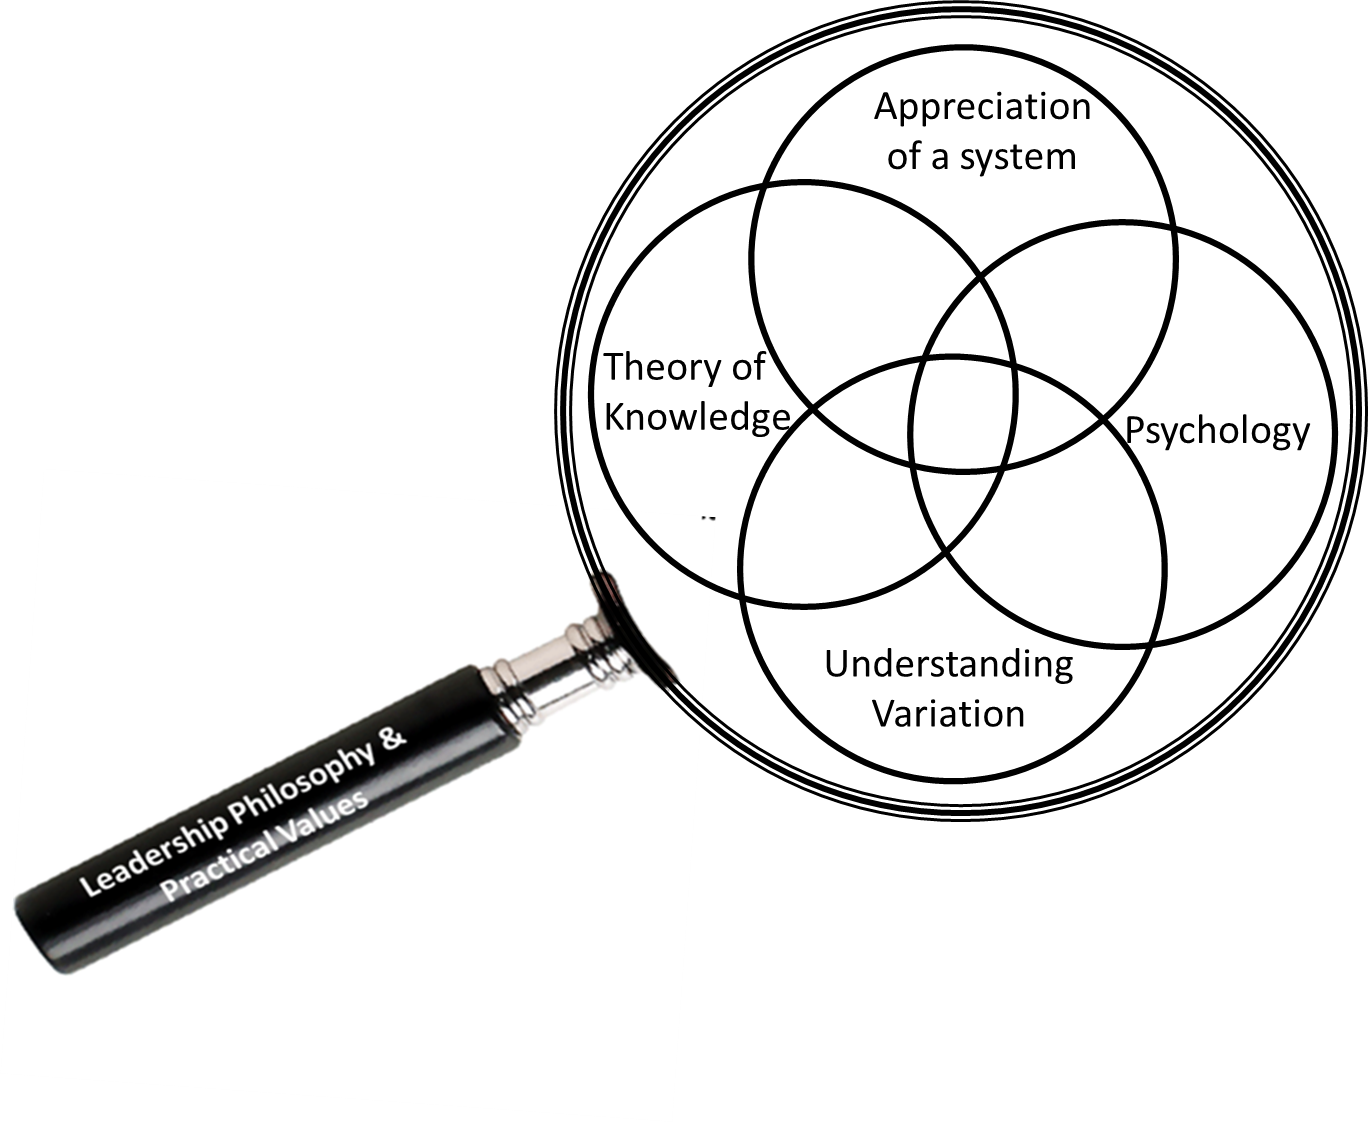 Appreciation
of a system
Theory of
Knowledge
Psychology
Understanding
Variation
Leadership Philosophy &
Practical Values